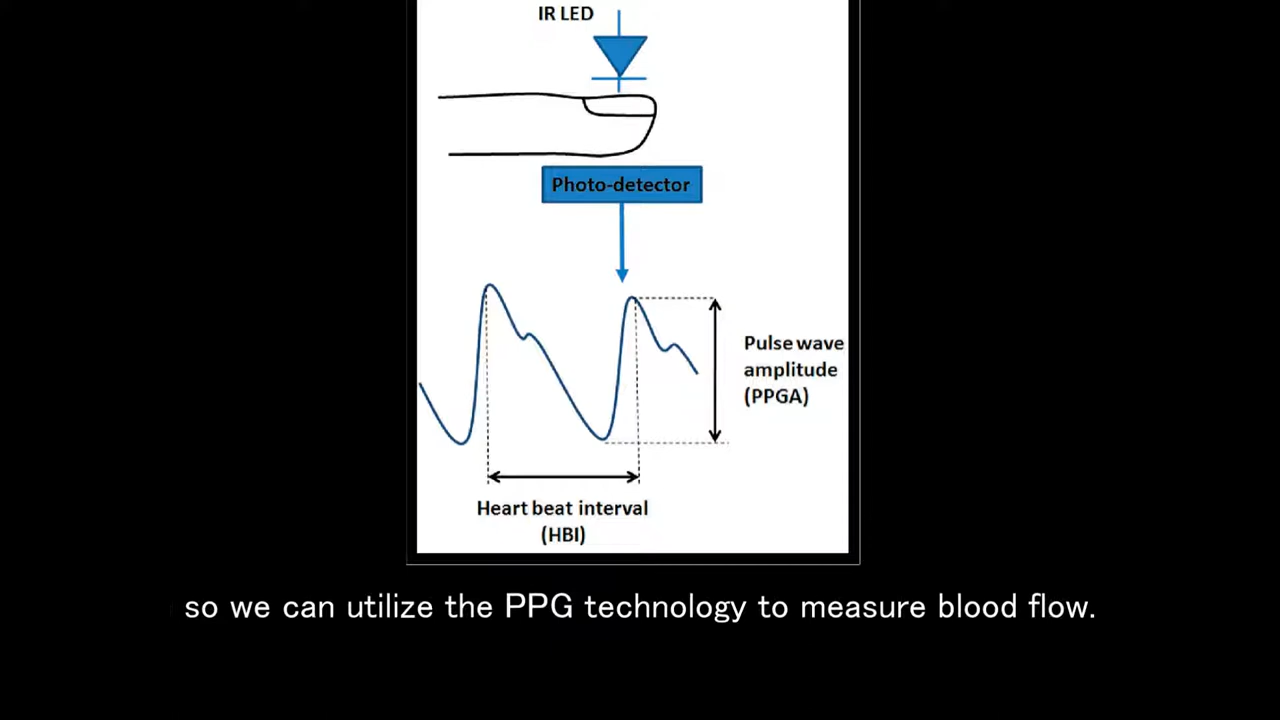 IR LED
Photo-detector
Pulse wave
amplitude
(PPGA)
Heart beat interval
(HBI)
so we can utilize the PPG technology to measure blood flow.